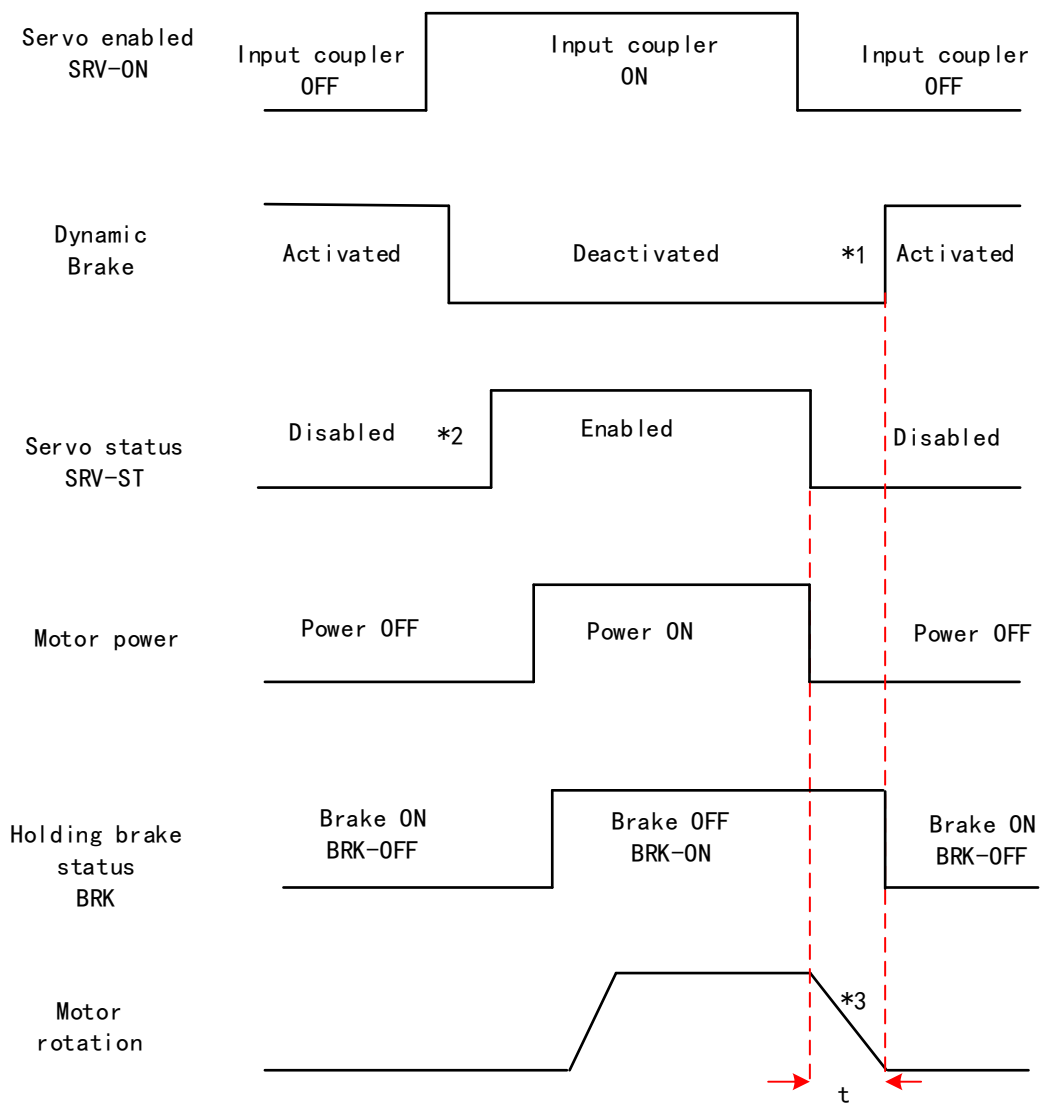 Servo enabled
SRV-ON
Input coupler
OFF
Input coupler
ON
Input coupler
OFF
Dynamic
Brake
Activated
Deactivated
*1
Activated
Servo status
SRV-ST
Disabled
*2
Enabled
Disabled
Motor power
Power OFF
Power ON
Power OFF
Holding brake
status
BRK
Brake ON
BRK-OFF
Brake OFF
BRK-ON
Brake ON
BRK-OFF
Motor
rotation
*3
t